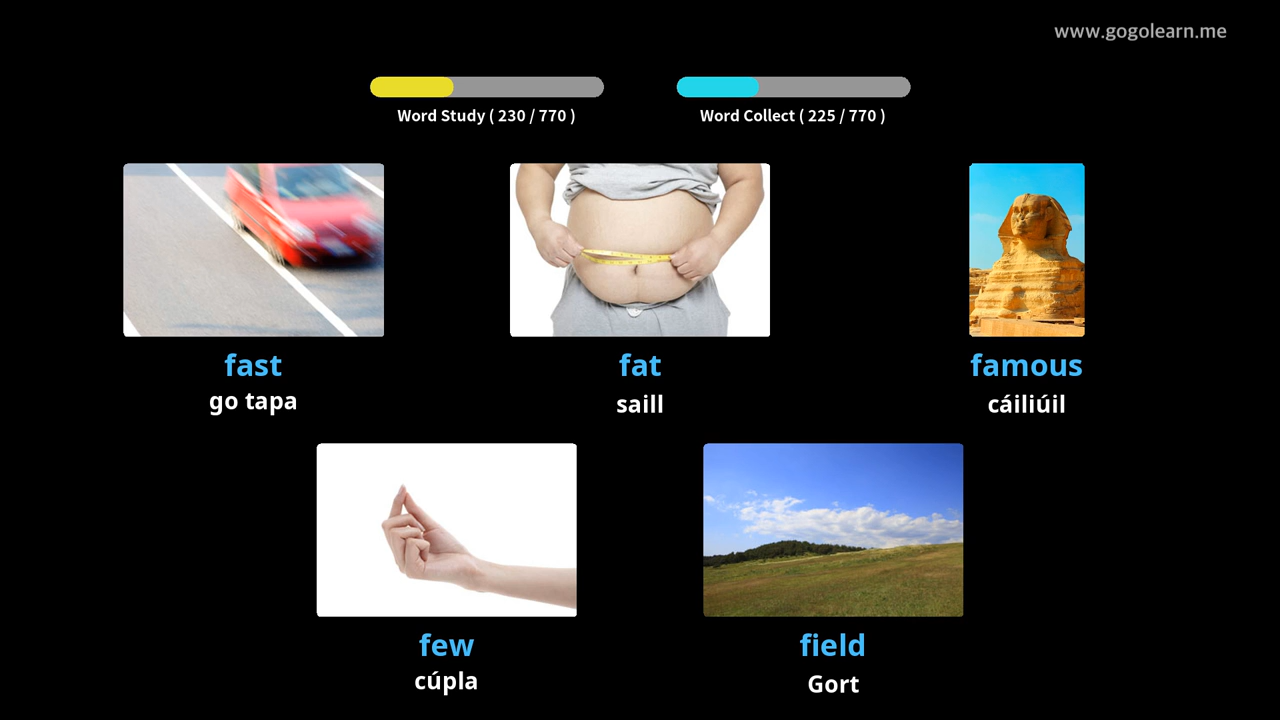 www.gogolearn.me
Word Study ( 230 / 770 )
Word Collect ( 225 / 770 )
fast
go tapa
fat
saill
famous
cáiliúil
few
cúpla
field
Gort